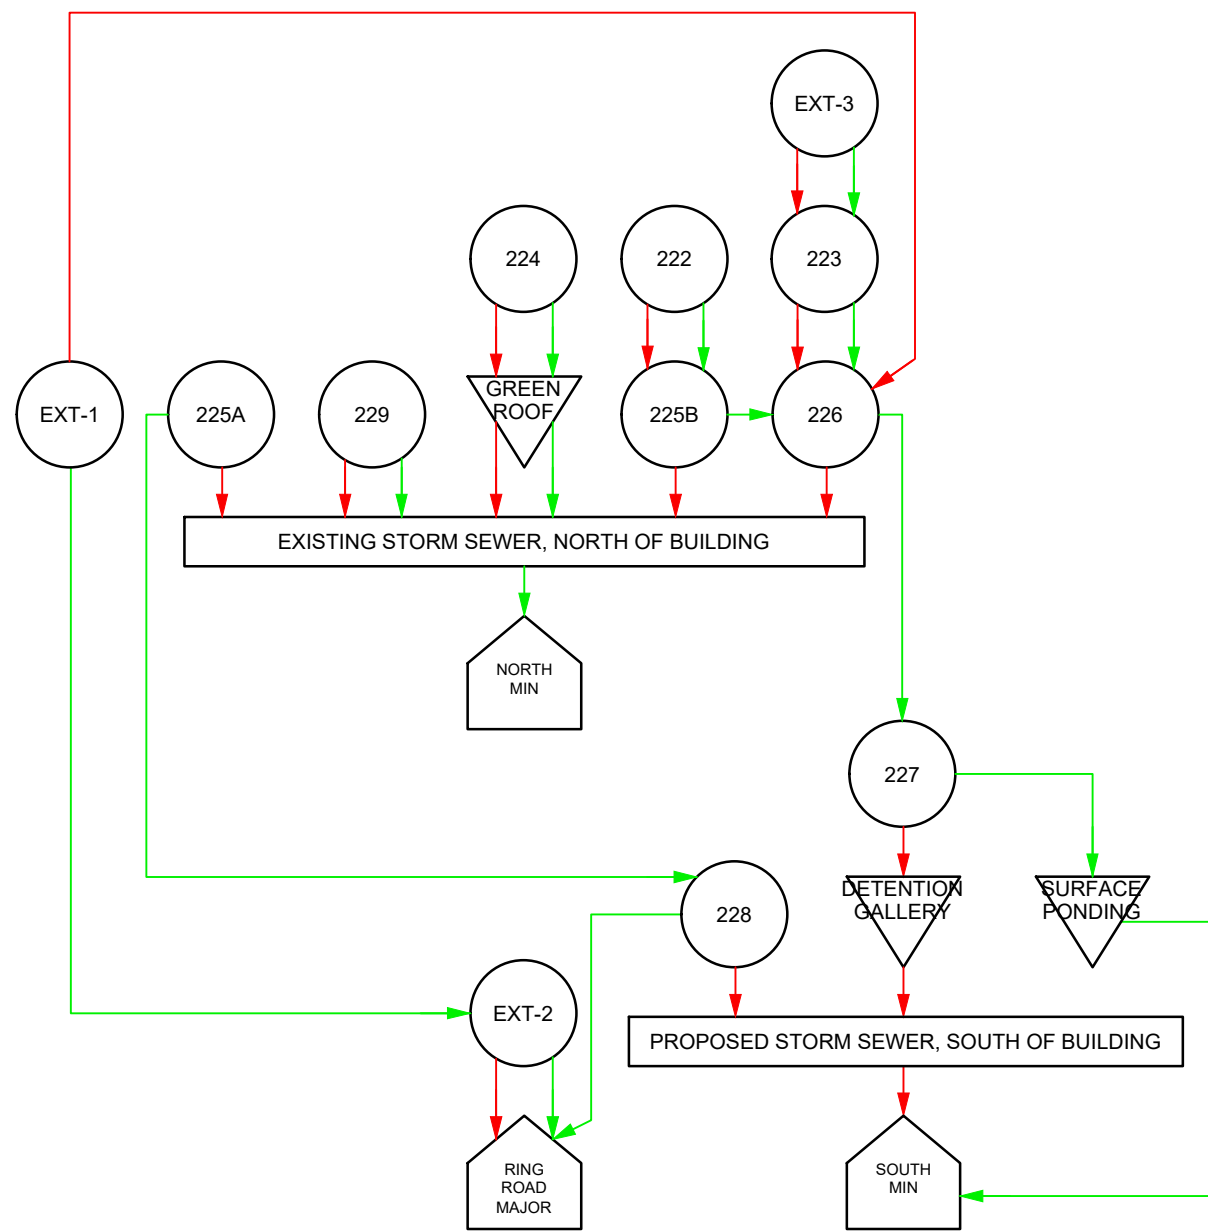 EXT-3
224
222
223
EXT-1
225A
229
GREEN
ROOF
225B
226
EXISTING STORM SEWER, NORTH OF BUILDING
NORTH
MIN
227
228
DETENTION
GALLERY
SURFACE
PONDING
EXT-2
PROPOSED STORM SEWER, SOUTH OF BUILDING
RING
ROAD
MAJOR
SOUTH
MIN